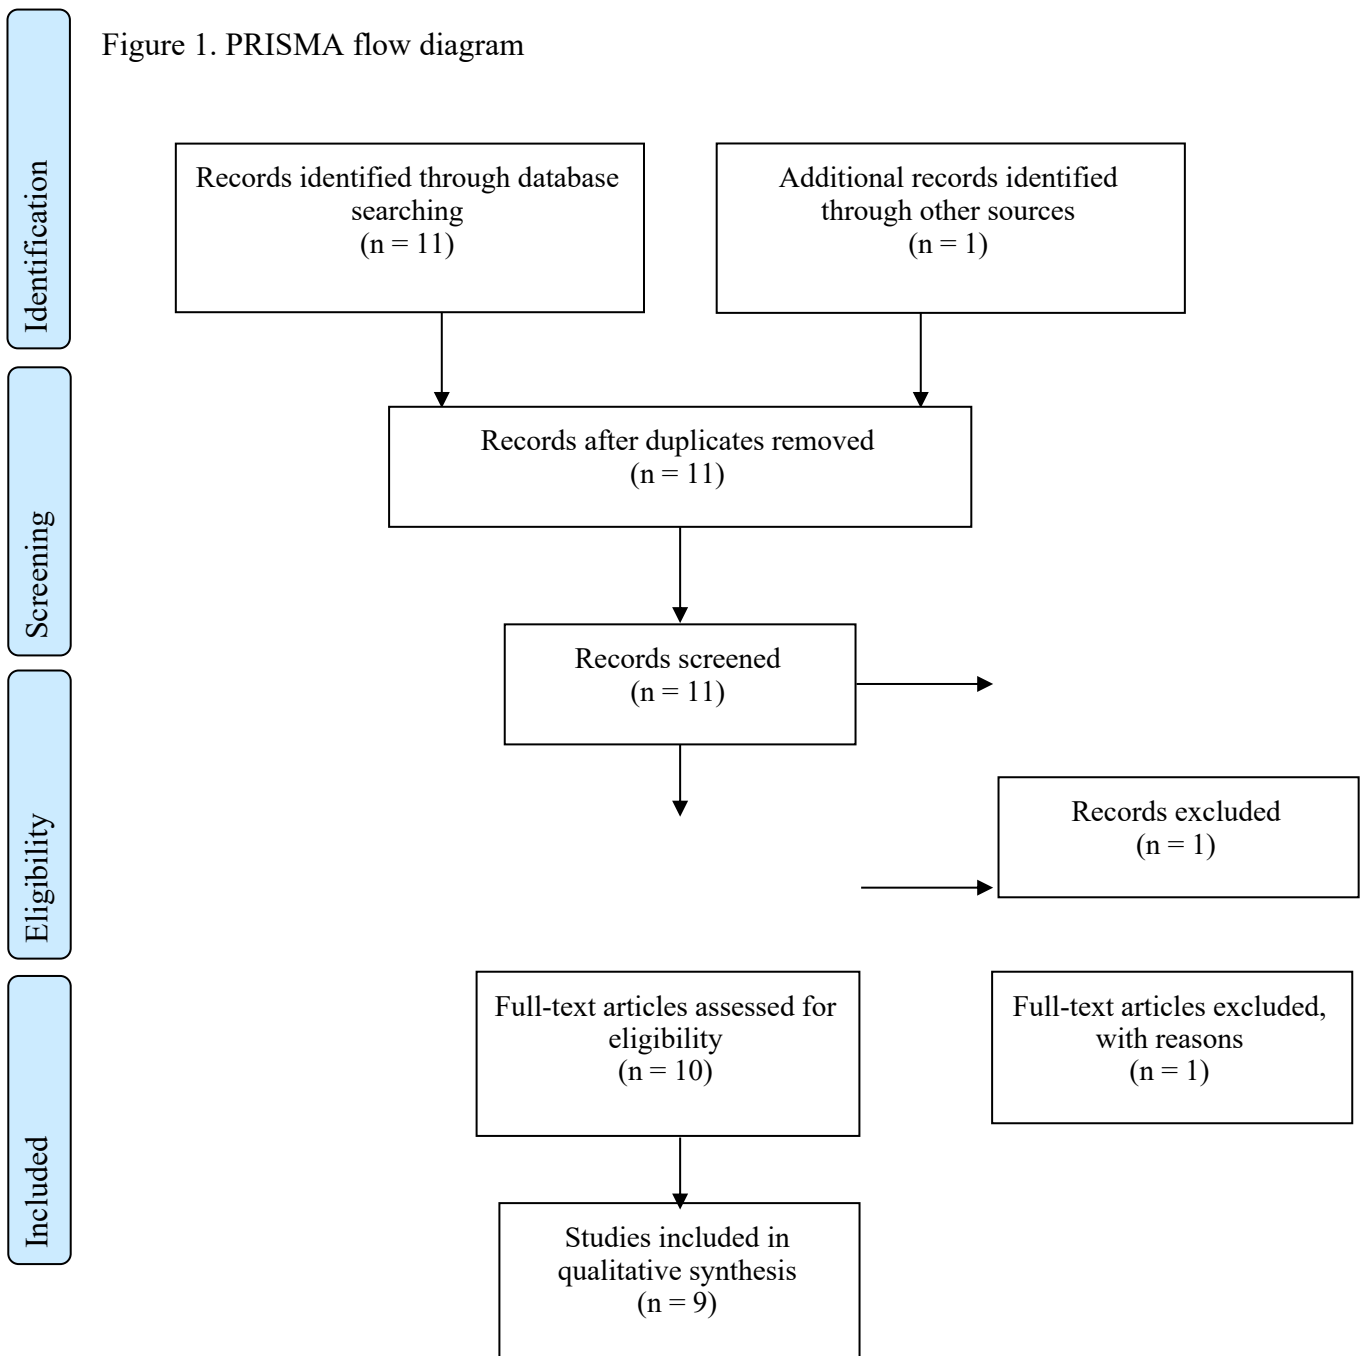 Figure 1. PRISMA flow diagram
Identification
Records identified through database
searching
(n = 11)
Additional records identified
through other sources
(n = 1)
Screening
Records after duplicates removed
(n = 11)
Records screened
(n = 11)
Eligibility
Records excluded
(n = 1)
Full-text articles assessed for
eligibility
(n = 10)
Full-text articles excluded,
with reasons
(n = 1)
Included
Studies included in
qualitative synthesis
(n = 9)